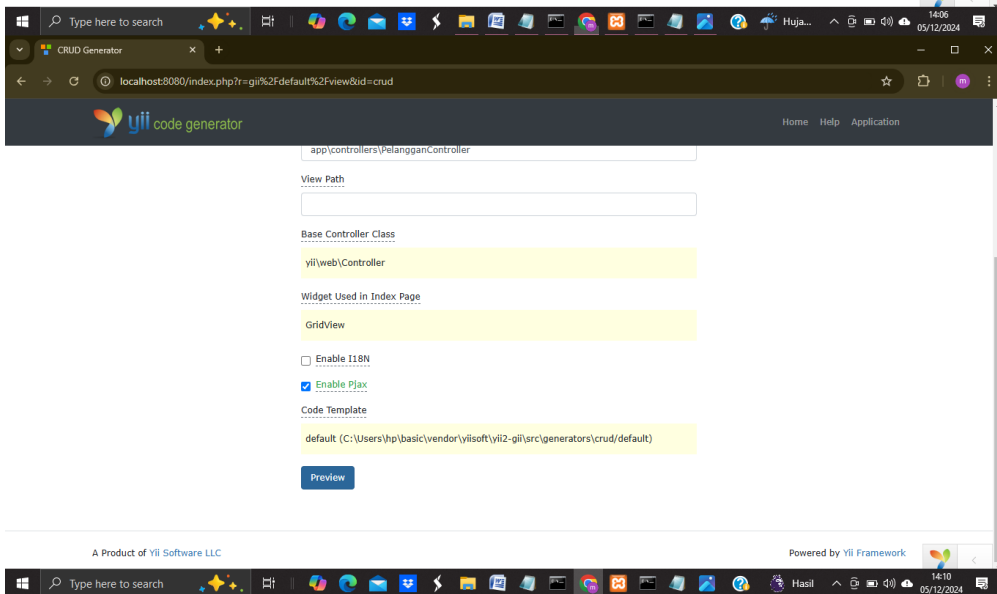 Type here to search
Huja...
14:06
05/12/2024
CRUD Generator
localhost:8080/index.php?r=gii%2Fdefault%2Fview&id=crud
m
yii code generator
Home Help Application
app\controllers\PelangganController
View Path
Base Controller Class
yii\web\Controller
Widget Used in Index Page
GridView
Enable I18N
Enable Pjax
Code Template
default (C:\Users\hp\basic\vendor\yiisoft\yii2-gii\src\generators\crud/default)
Preview
A Product of Yii Software LLC
Powered by Yii Framework
Type here to search
Hasil
14:10
05/12/2024